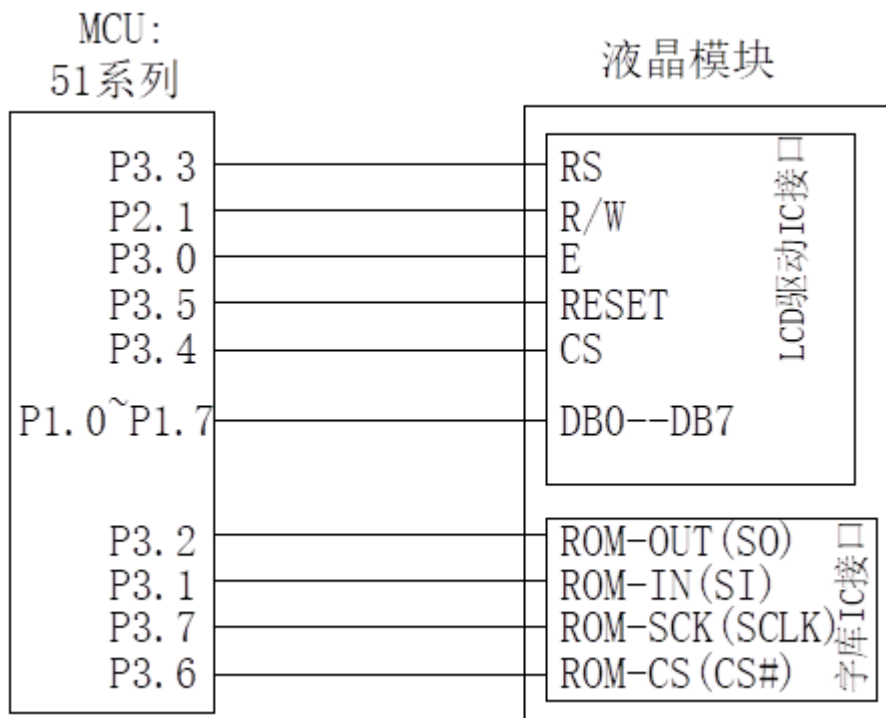 MCU:
51系列
液晶模块
P3.3
RS
P2.1
R/W
P3.0
E
P3.5
RESET
P3.4
CS
P1.0~P1.7
DB0--DB7
LCD驱动IC接口
P3.2
ROM-OUT(SO)
P3.1
ROM-IN(SI)
P3.7
ROM-SCK(SCLK)
P3.6
ROM-CS(CS#)
字库IC接口